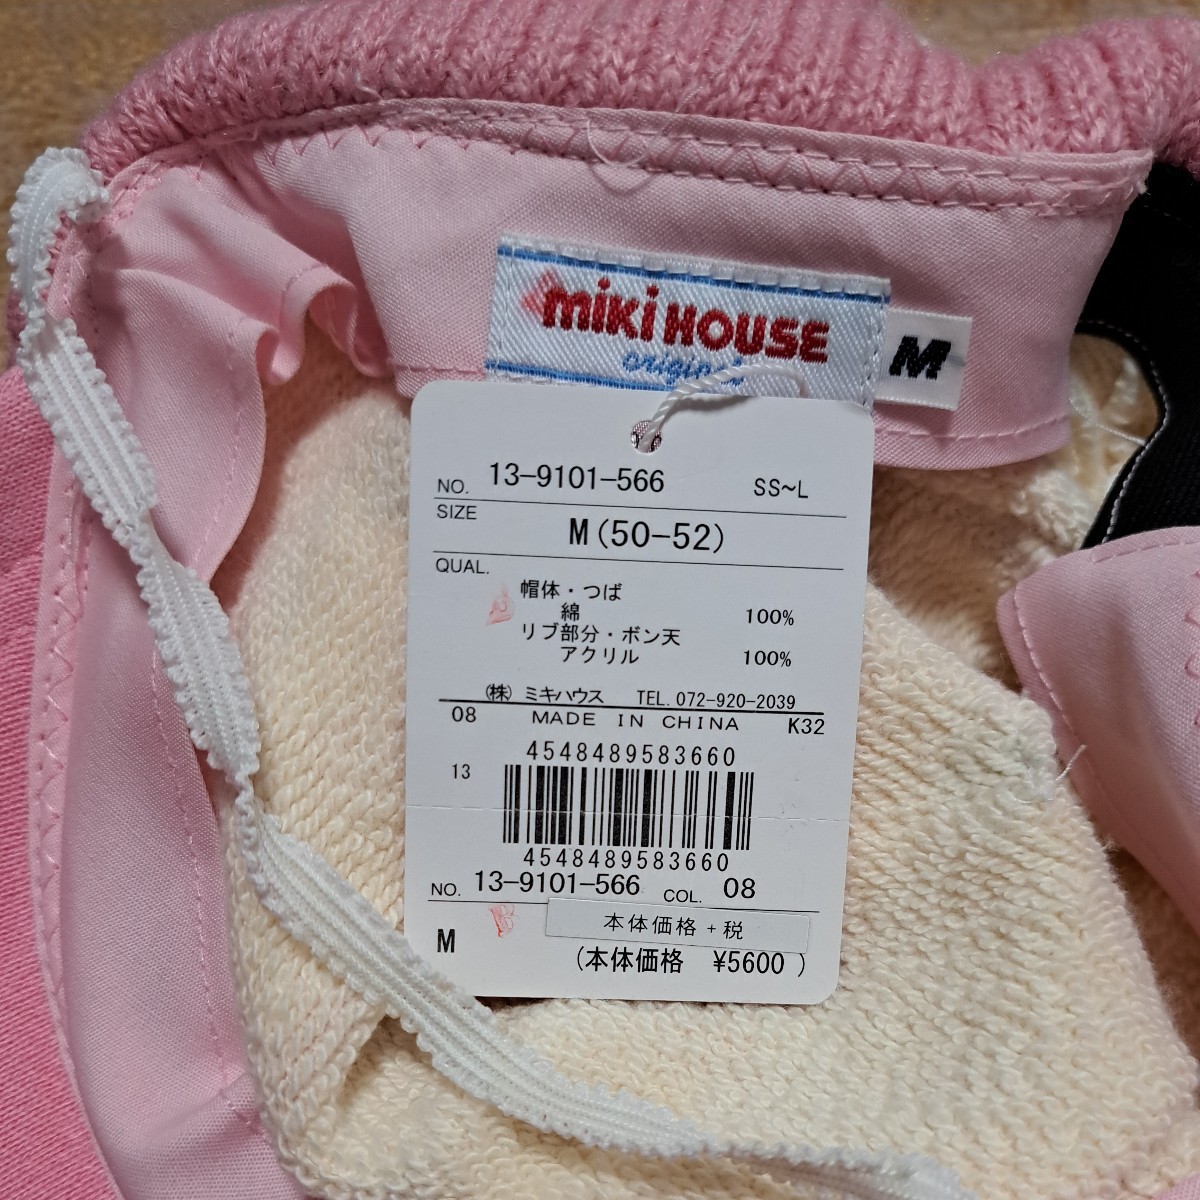 miki HOUSE
original
M
NO. 13-9101-566 SS~L
SIZE M(50-52)
QUAL.
帽体・つば
綿 100%
リブ部分・ボン天
アクリル 100%
(株) ミキハウス TEL.072-920-2039
08 MADE IN CHINA K32
4548489583660
13
4548489583660
NO. 13-9101-566 COL. 08
本体価格+税
M
(本体価格 ¥5600 )